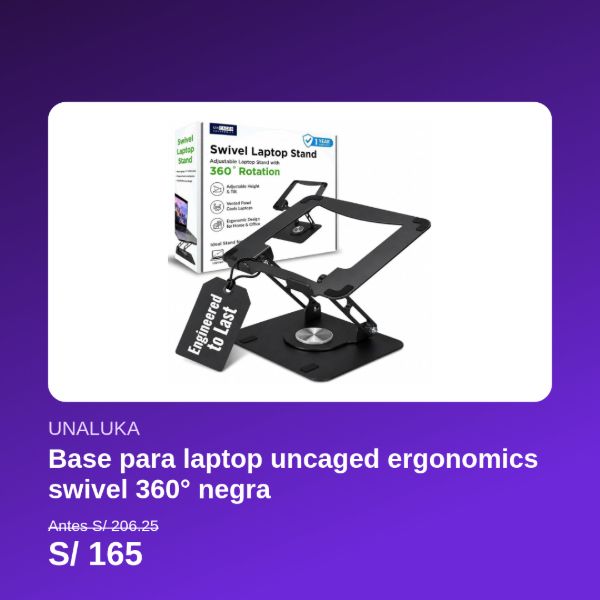 Swivel
Laptop
Stand
1 YEAR
Swivel Laptop Stand
Adjustable Laptop Stand with
360° Rotation
Adjustable Height
& Tilt
Vented Panel
Cools Laptops
Ergonomic Design
for Home & Office
Engineered
to Last
UNALUKA
Base para laptop uncaged ergonomics
swivel 360° negra
Antes S/ 206.25
S/ 165